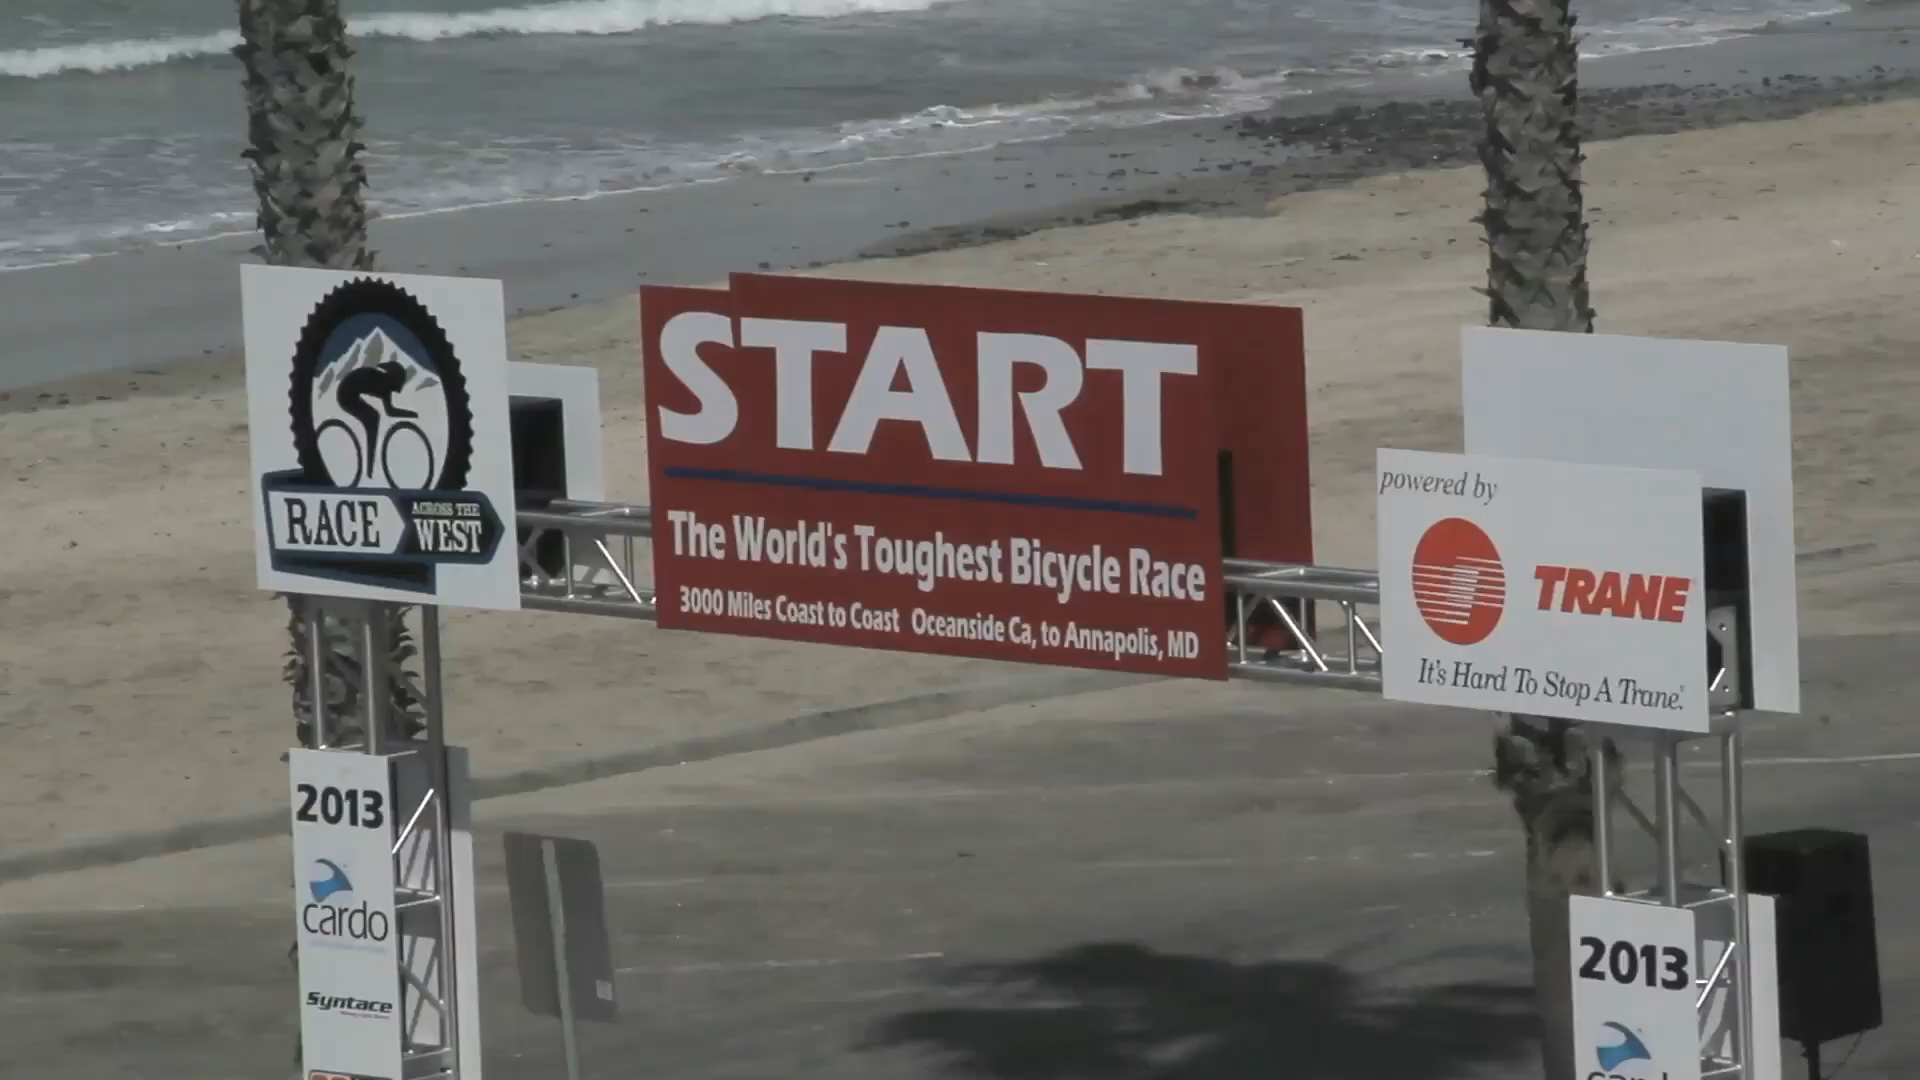 RACE
ACROSS THE
WEST
START
The World's Toughest Bicycle Race
3000 Miles Coast to Coast Oceanside Ca, to Annapolis, MD
powered by
TRANE
It's Hard To Stop A Trane.
2013
cardo
Syntace
2013
cardo